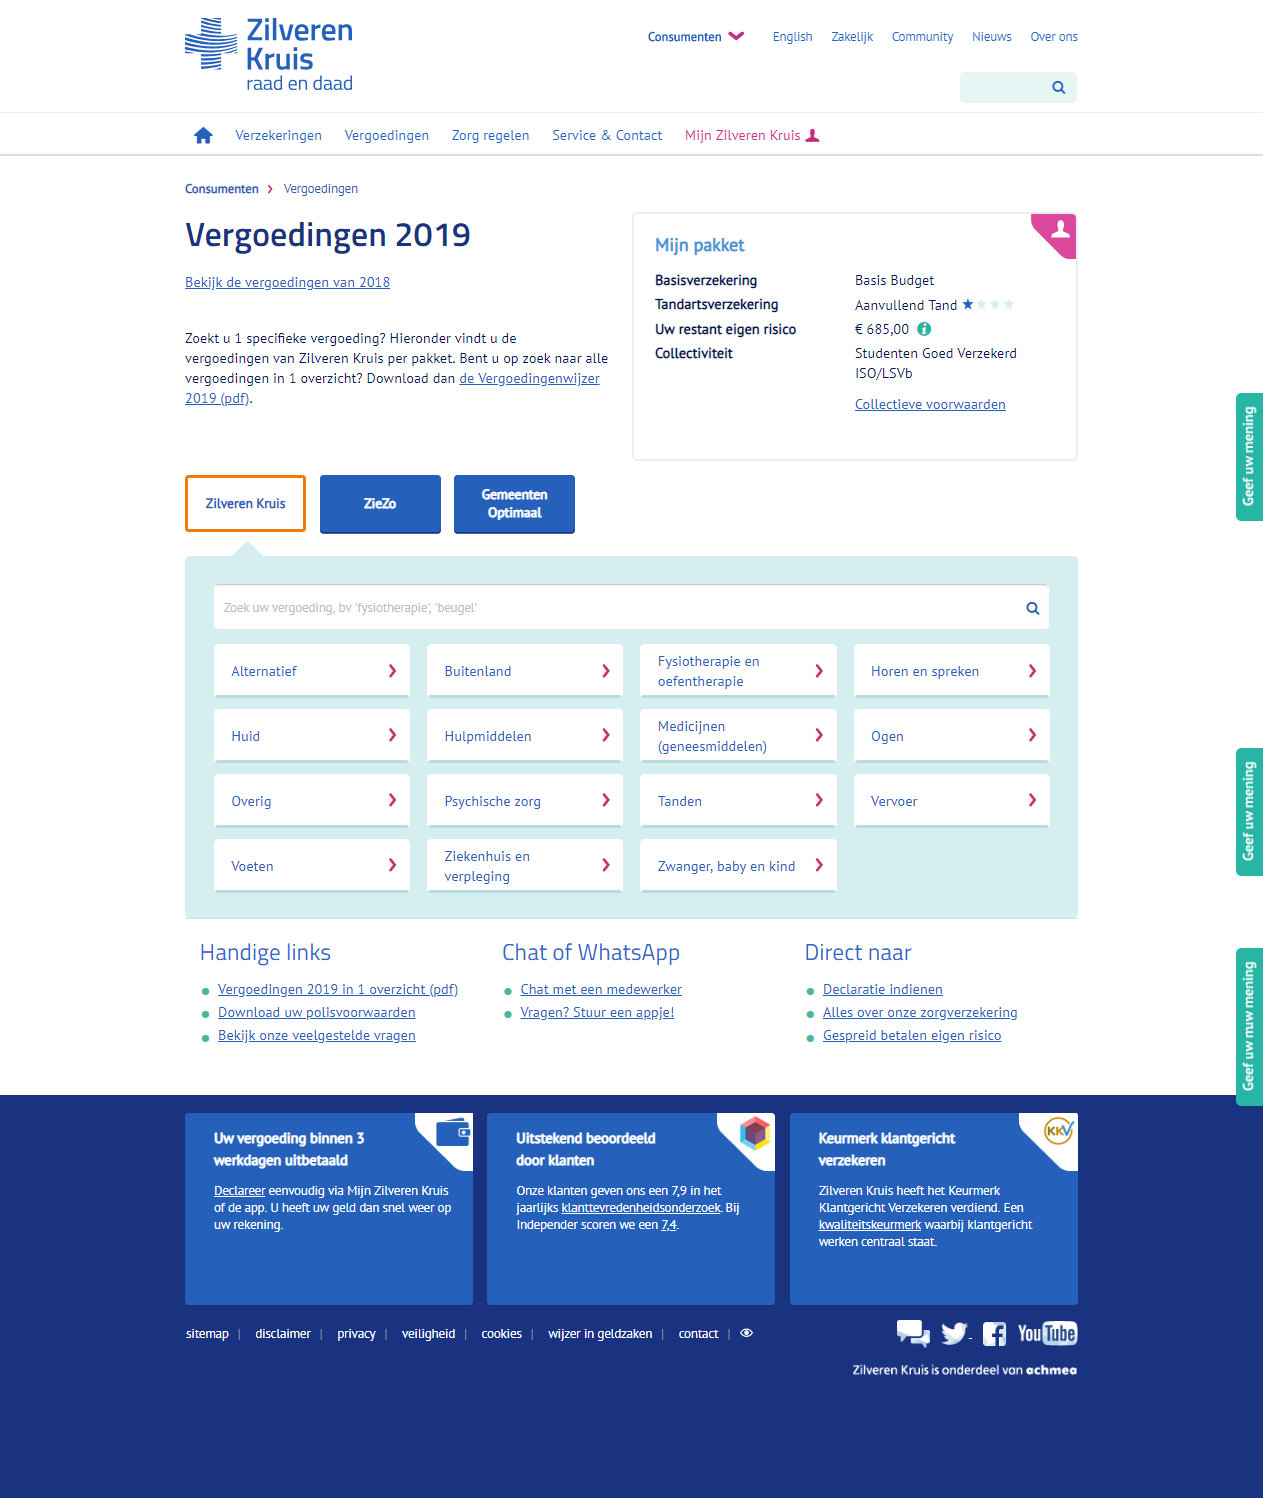 Zilveren
Kruis
raad en daad
Consumenten English Zakelijk Community Nieuws Over ons
Verzekeringen Vergoedingen Zorg regelen Service & Contact Mijn Zilveren Kruis
Consumenten Vergoedingen
Vergoedingen 2019
Bekijk de vergoedingen van 2018
Zoekt u 1 specifieke vergoeding? Hieronder vindt u de
vergoedingen van Zilveren Kruis per pakket. Bent u op zoek naar alle
vergoedingen in 1 overzicht? Download dan de Vergoedingenwijzer
2019 (pdf).
Mijn pakket
Basisverzekering Basis Budget
Tandartsverzekering Aanvullend Tand
Uw restant eigen risico € 685,00
Collectiviteit Studenten Goed Verzekerd
ISO/LSVb
Collectieve voorwaarden
Geef uw mening
Zilveren Kruis
ZieZo
Gemeenten
Optimaal
Zoek uw vergoeding, bv 'fysiotherapie', 'beugel'
Alternatief
Buitenland
Fysiotherapie en
oefentherapie
Horen en spreken
Huid
Hulpmiddelen
Medicijnen
(geneesmiddelen)
Ogen
Overig
Psychische zorg
Tanden
Vervoer
Voeten
Ziekenhuis en
verpleging
Zwanger, baby en kind
Geef uw mening
Handige links
Vergoedingen 2019 in 1 overzicht (pdf)
Download uw polisvoorwaarden
Bekijk onze veelgestelde vragen
Chat of WhatsApp
Chat met een medewerker
Vragen? Stuur een appje!
Direct naar
Declaratie indienen
Alles over onze zorgverzekering
Gespreid betalen eigen risico
Geef uw muw mening
Uw vergoeding binnen 3
werkdagen uitbetaald
Declareer eenvoudig via Mijn Zilveren Kruis
of de app. U heeft uw geld dan snel weer op
uw rekening.
Uitstekend beoordeeld
door klanten
Onze klanten geven ons een 7,9 in het
jaarlijks klanttevredenheidsonderzoek. Bij
Independer scoren we een 7,4.
KKV
Keurmerk klantgericht
verzekeren
Zilveren Kruis heeft het Keurmerk
Klantgericht Verzekeren verdiend. Een
kwaliteitskeurmerk waarbij klantgericht
werken centraal staat.
sitemap | disclaimer | privacy | veiligheid | cookies | wijzer in geldzaken | contact |
YouTube
Zilveren Kruis is onderdeel van achmea